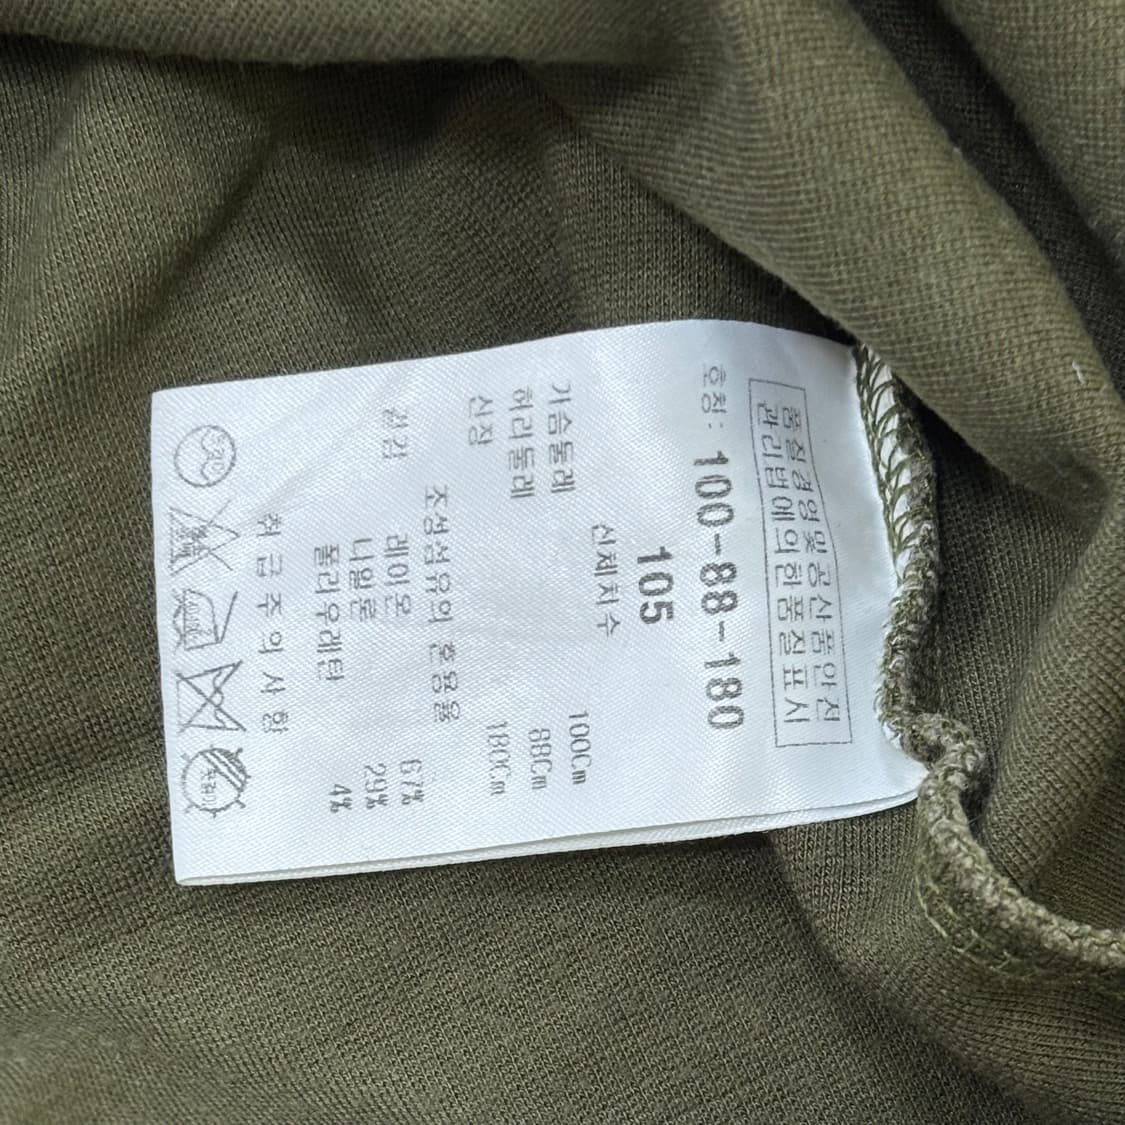 품질경영및공산품안전
관리법에의한품질표시
호칭: 100-88-180
105
신체치수
가슴둘레 100Cm
허리둘레 88Cm
신장 180Cm
조성섬유의 혼용율
겉감 레이온 67%
나일론 29%
폴리우레탄 4%
취급주의사항